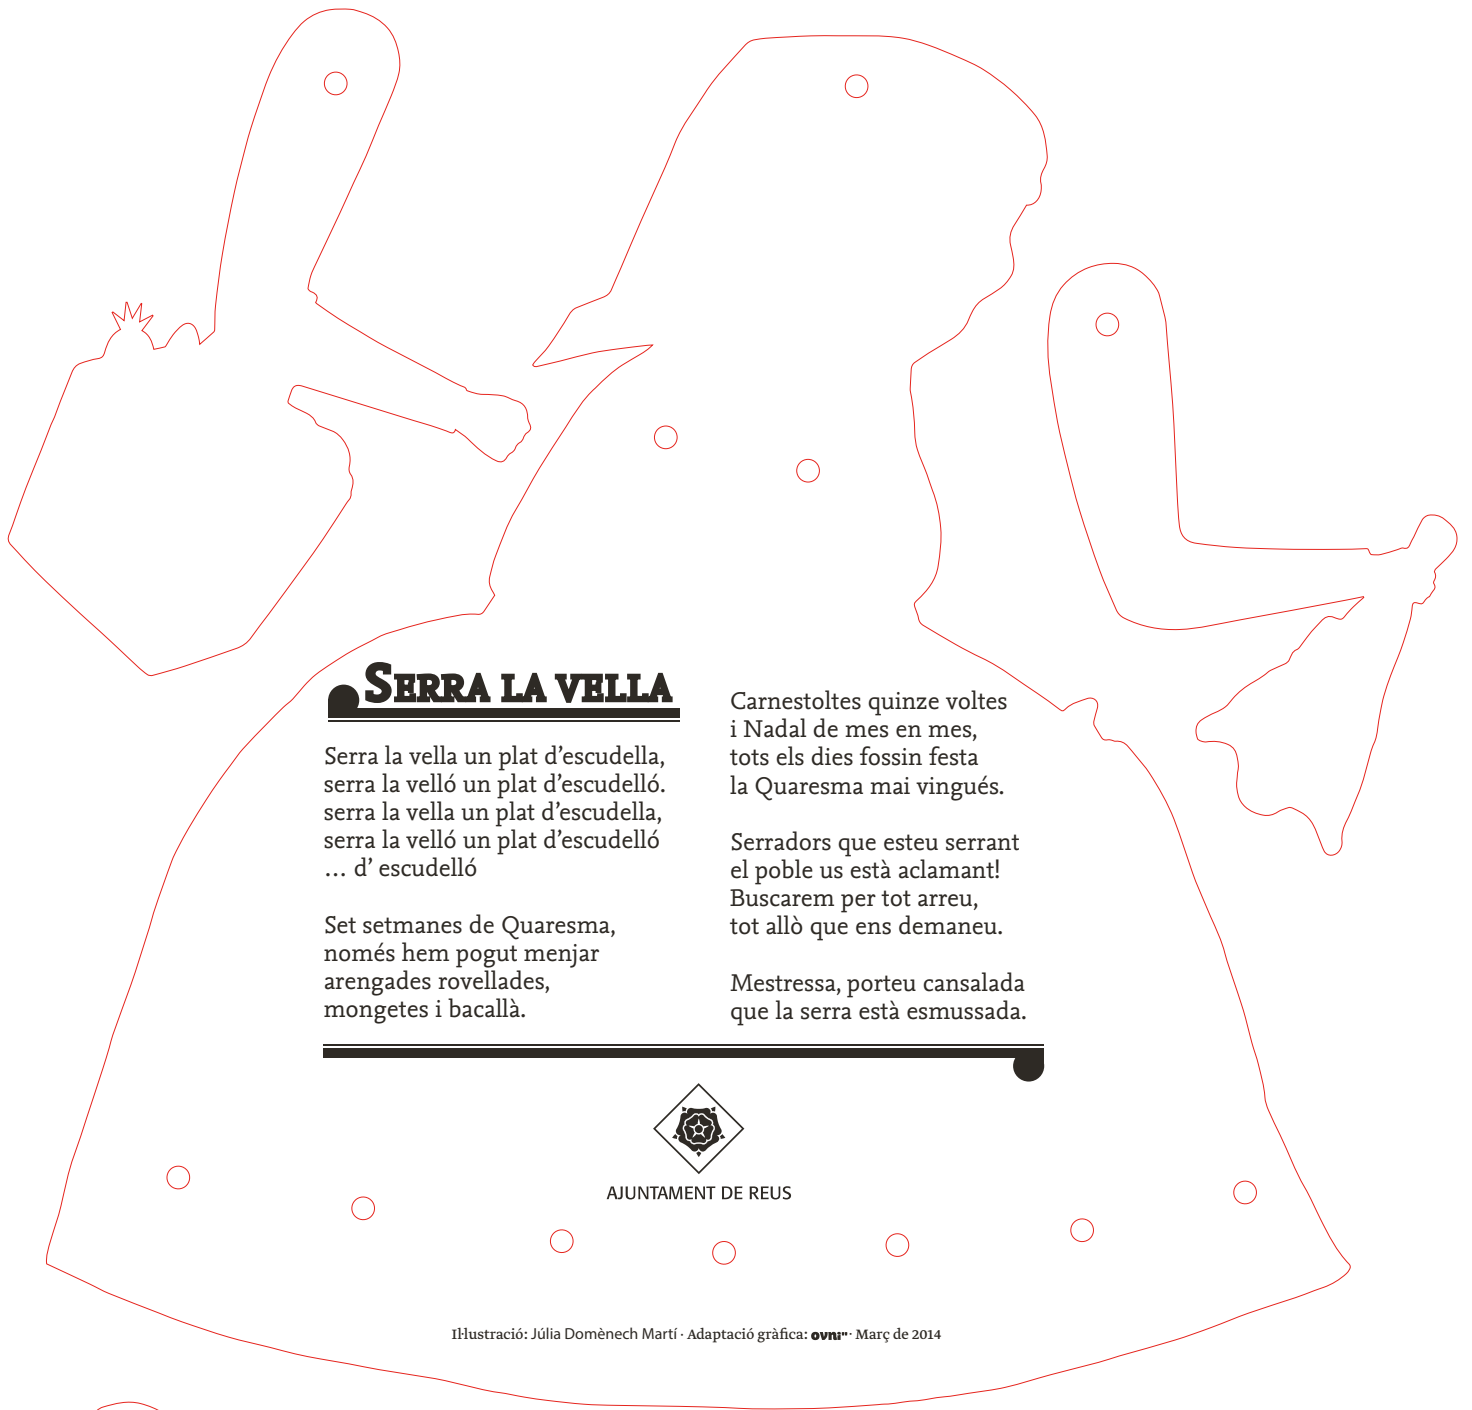 SERRA LA VELLA
Serra la vella un plat d’escudella,
serra la velló un plat d’escudelló.
serra la vella un plat d’escudella,
serra la velló un plat d’escudelló
... d’ escudelló
Set setmanes de Quaresma,
només hem pogut menjar
arengades rovellades,
mongetes i bacallà.
Carnestoltes quinze voltes
i Nadal de mes en mes,
tots els dies fossin festa
la Quaresma mai vingués.
Serradors que esteu serrant
el poble us està aclamant!
Buscarem per tot arreu,
tot allò que ens demaneu.
Mestressa, porteu cansalada
que la serra està esmussada.
AJUNTAMENT DE REUS
Il·lustració: Júlia Domènech Martí · Adaptació gràfica: ovni · Març de 2014